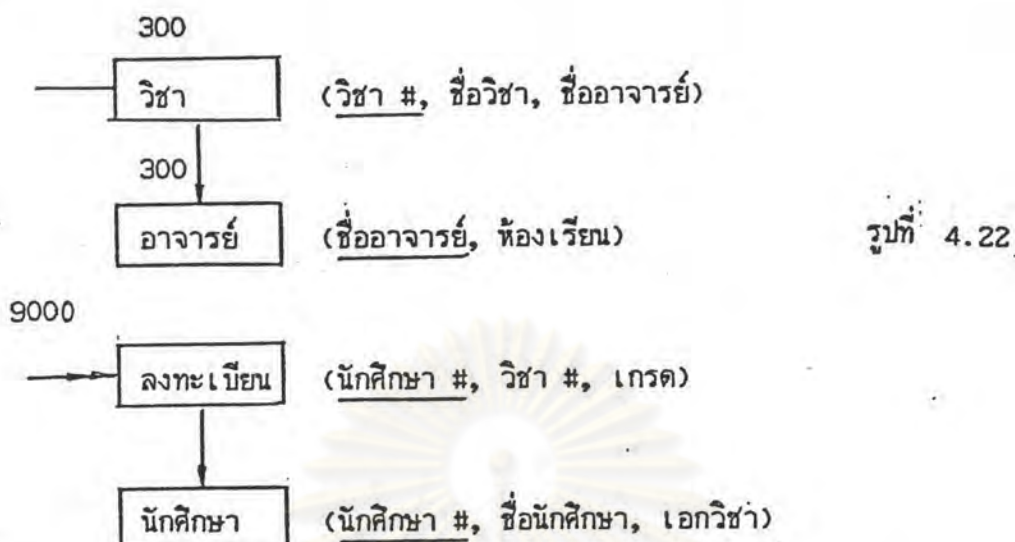 300
วิชา (วิชา #, ชื่อวิชา, ชื่ออาจารย์)
300
อาจารย์ (ชื่ออาจารย์, ห้องเรียน) รูปที่ 4.22
9000
ลงทะเบียน (นักศึกษา #, วิชา #, เกรด)
นักศึกษา (นักศึกษา #, ชื่อนักศึกษา, เอกวิชา)